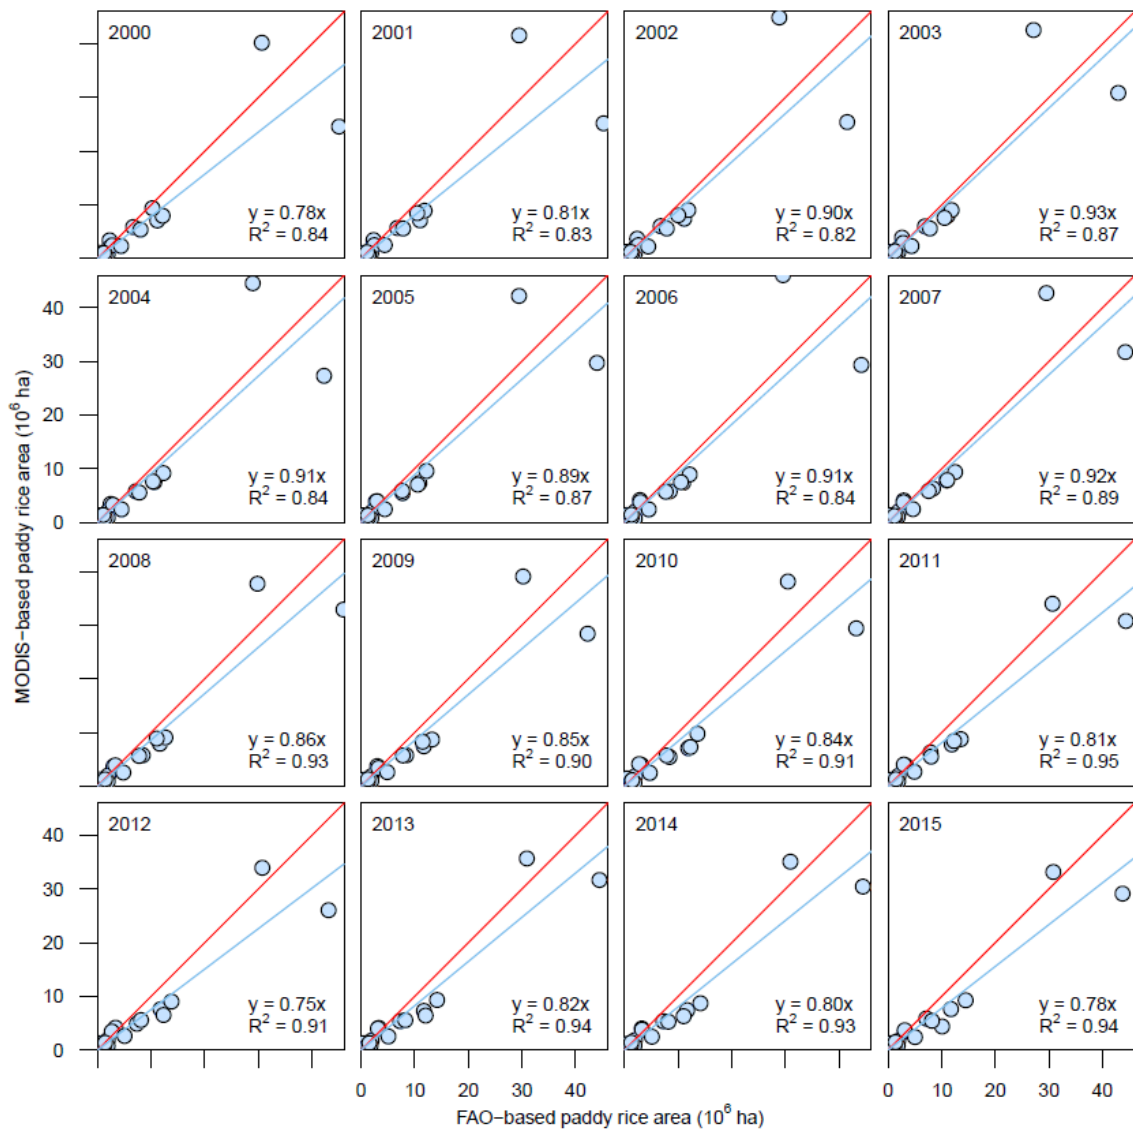 2000
y = 0.78x
R² = 0.84
2001
y = 0.81x
R² = 0.83
2002
y = 0.90x
R² = 0.82
2003
y = 0.93x
R² = 0.87
2004
y = 0.91x
R² = 0.84
2005
y = 0.89x
R² = 0.87
2006
y = 0.91x
R² = 0.84
2007
y = 0.92x
R² = 0.89
40
30
20
10
0
MODIS−based paddy rice area (10⁶ ha)
2008
y = 0.86x
R² = 0.93
2009
y = 0.85x
R² = 0.90
2010
y = 0.84x
R² = 0.91
2011
y = 0.81x
R² = 0.95
2012
y = 0.75x
R² = 0.91
2013
y = 0.82x
R² = 0.94
2014
y = 0.80x
R² = 0.93
2015
y = 0.78x
R² = 0.94
40
30
20
10
0
0 10 20 30 40
0 10 20 30 40
FAO−based paddy rice area (10⁶ ha)